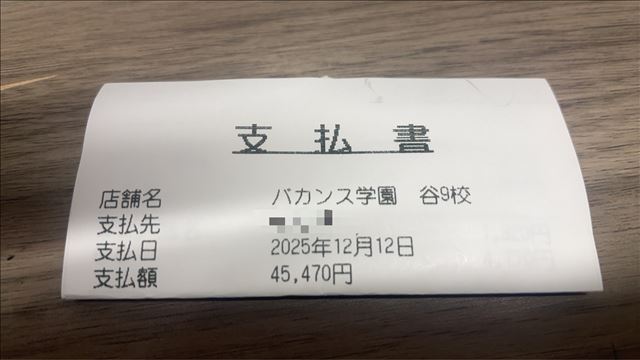 支払書
店舗名 バカンス学園 谷9校
支払先
支払日 2025年12月12日
支払額 45,470円